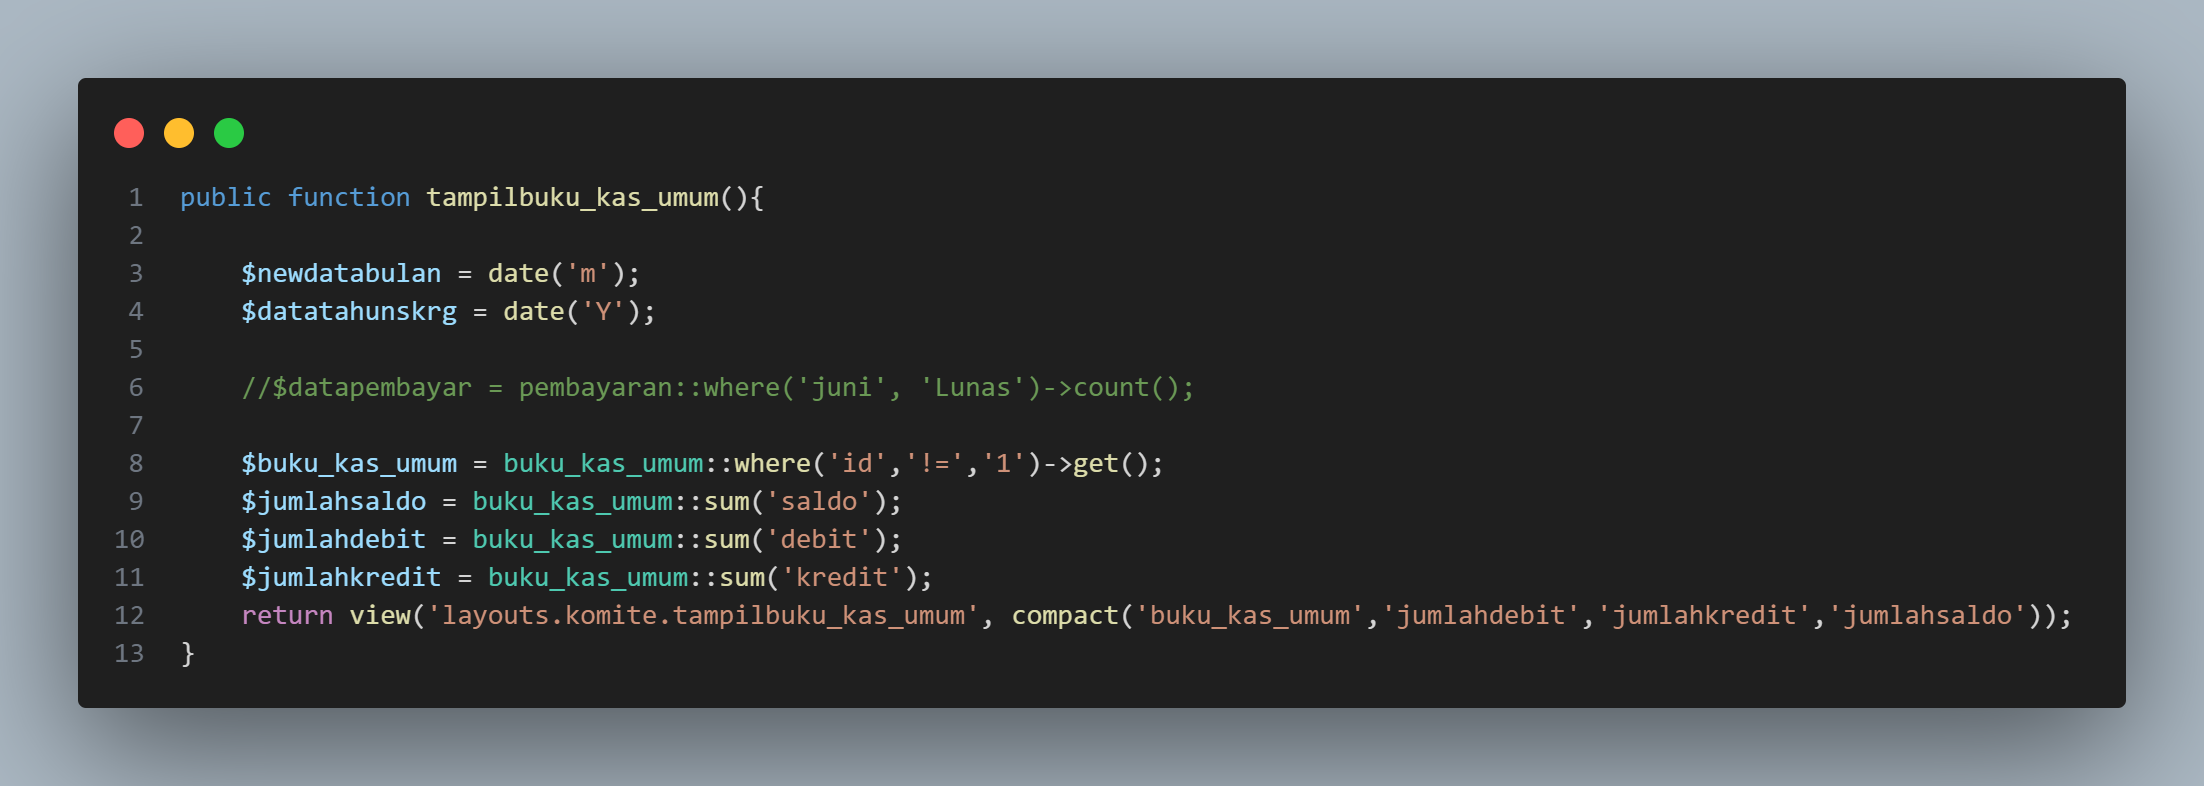 1 public function tampilbuku_kas_umum(){
2
3 $newdatabulan = date('m');
4 $datatahunskrg = date('Y');
5
6 //$datapembayar = pembayaran::where('juni', 'Lunas')->count();
7
8 $buku_kas_umum = buku_kas_umum::where('id','!=','1')->get();
9 $jumlahsaldo = buku_kas_umum::sum('saldo');
10 $jumlahdebit = buku_kas_umum::sum('debit');
11 $jumlahkredit = buku_kas_umum::sum('kredit');
12 return view('layouts.komite.tampilbuku_kas_umum', compact('buku_kas_umum','jumlahdebit','jumlahkredit','jumlahsaldo'));
13 }